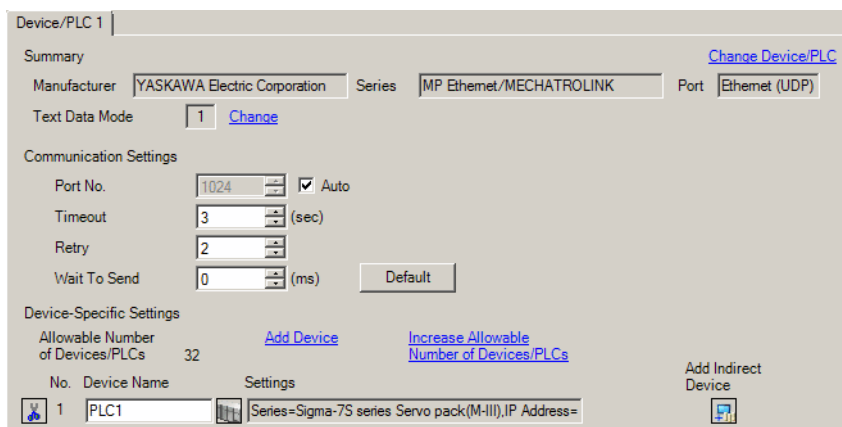 Device/PLC 1
Summary
Change Device/PLC
Manufacturer YASKAWA Electric Corporation Series MP Ethernet/MECHATROLINK Port Ethernet (UDP)
Text Data Mode 1 Change
Communication Settings
Port No. 1024 Auto
Timeout 3 (sec)
Retry 2
Wait To Send 0 (ms) Default
Device-Specific Settings
Allowable Number of Devices/PLCs 32
Add Device
Increase Allowable
Number of Devices/PLCs
Add Indirect
Device
No. Device Name Settings
1 PLC1 Series=Sigma-7S series Servo pack(M-III),IP Address=